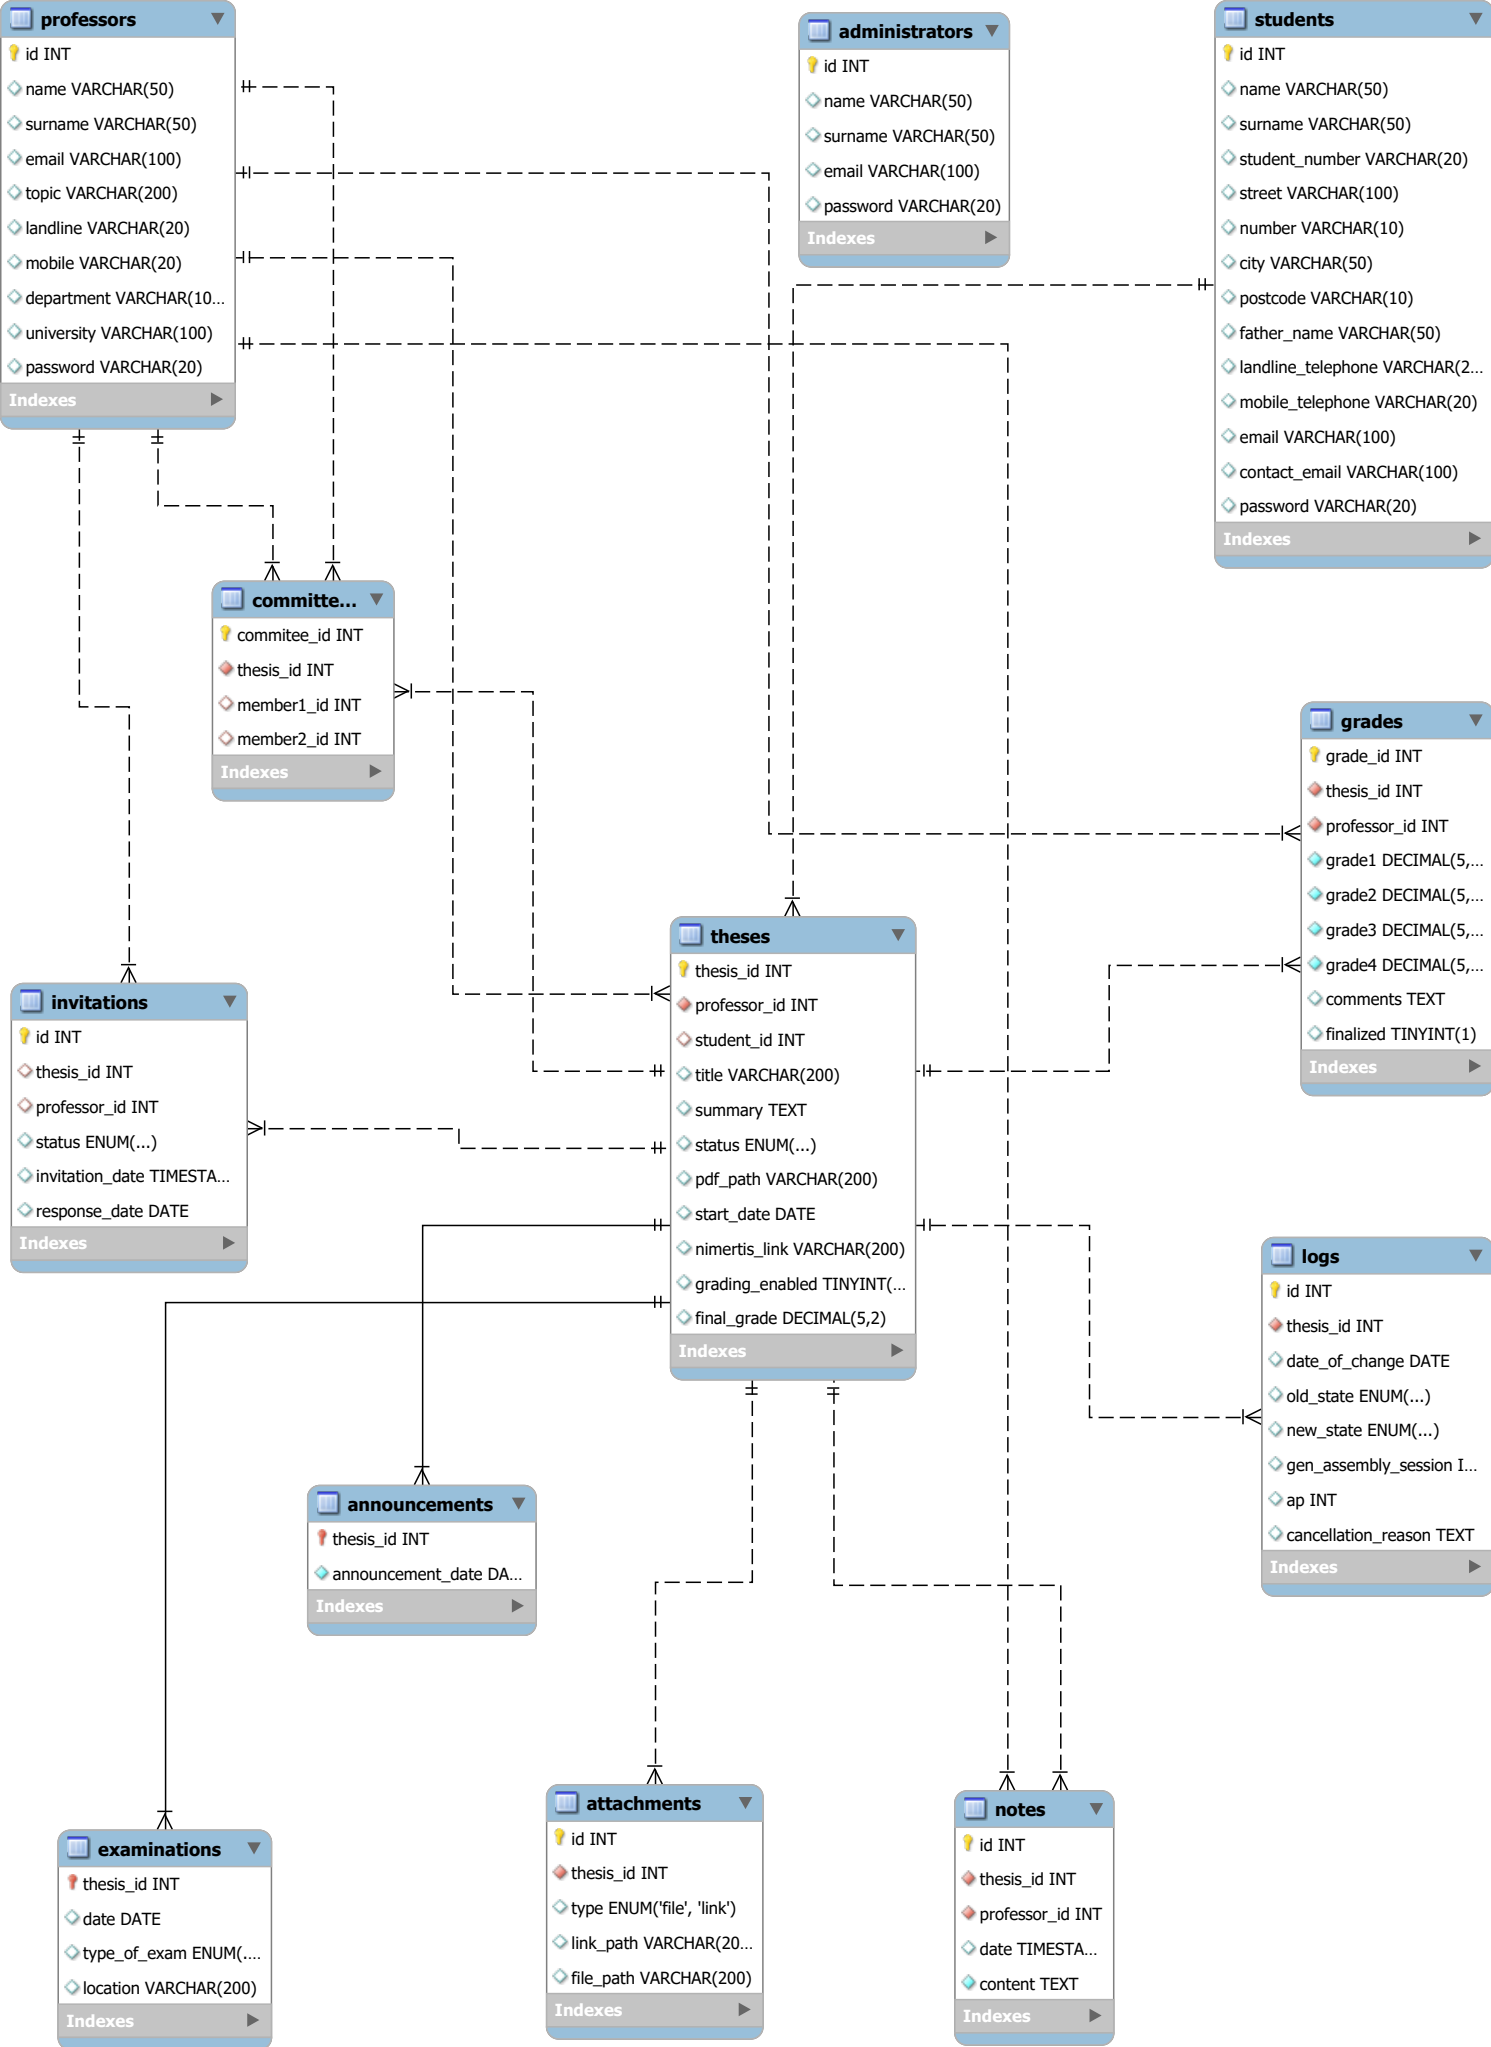 professors
id INT
name VARCHAR(50)
surname VARCHAR(50)
email VARCHAR(100)
topic VARCHAR(200)
landline VARCHAR(20)
mobile VARCHAR(20)
department VARCHAR(10...
university VARCHAR(100)
password VARCHAR(20)
Indexes
administrators
id INT
name VARCHAR(50)
surname VARCHAR(50)
email VARCHAR(100)
password VARCHAR(20)
Indexes
students
id INT
name VARCHAR(50)
surname VARCHAR(50)
student_number VARCHAR(20)
street VARCHAR(100)
number VARCHAR(10)
city VARCHAR(50)
postcode VARCHAR(10)
father_name VARCHAR(50)
landline_telephone VARCHAR(2...
mobile_telephone VARCHAR(20)
email VARCHAR(100)
contact_email VARCHAR(100)
password VARCHAR(20)
Indexes
committe...
commitee_id INT
thesis_id INT
member1_id INT
member2_id INT
Indexes
grades
grade_id INT
thesis_id INT
professor_id INT
grade1 DECIMAL(5,...
grade2 DECIMAL(5,...
grade3 DECIMAL(5,...
grade4 DECIMAL(5,...
comments TEXT
finalized TINYINT(1)
Indexes
theses
thesis_id INT
professor_id INT
student_id INT
title VARCHAR(200)
summary TEXT
status ENUM(...)
pdf_path VARCHAR(200)
start_date DATE
nimertis_link VARCHAR(200)
grading_enabled TINYINT(...
final_grade DECIMAL(5,2)
Indexes
invitations
id INT
thesis_id INT
professor_id INT
status ENUM(...)
invitation_date TIMESTA...
response_date DATE
Indexes
logs
id INT
thesis_id INT
date_of_change DATE
old_state ENUM(...)
new_state ENUM(...)
gen_assembly_session I...
ap INT
cancellation_reason TEXT
Indexes
announcements
thesis_id INT
announcement_date DA...
Indexes
examinations
thesis_id INT
date DATE
type_of_exam ENUM(....
location VARCHAR(200)
Indexes
attachments
id INT
thesis_id INT
type ENUM('file', 'link')
link_path VARCHAR(20...
file_path VARCHAR(200)
Indexes
notes
id INT
thesis_id INT
professor_id INT
date TIMESTA...
content TEXT
Indexes